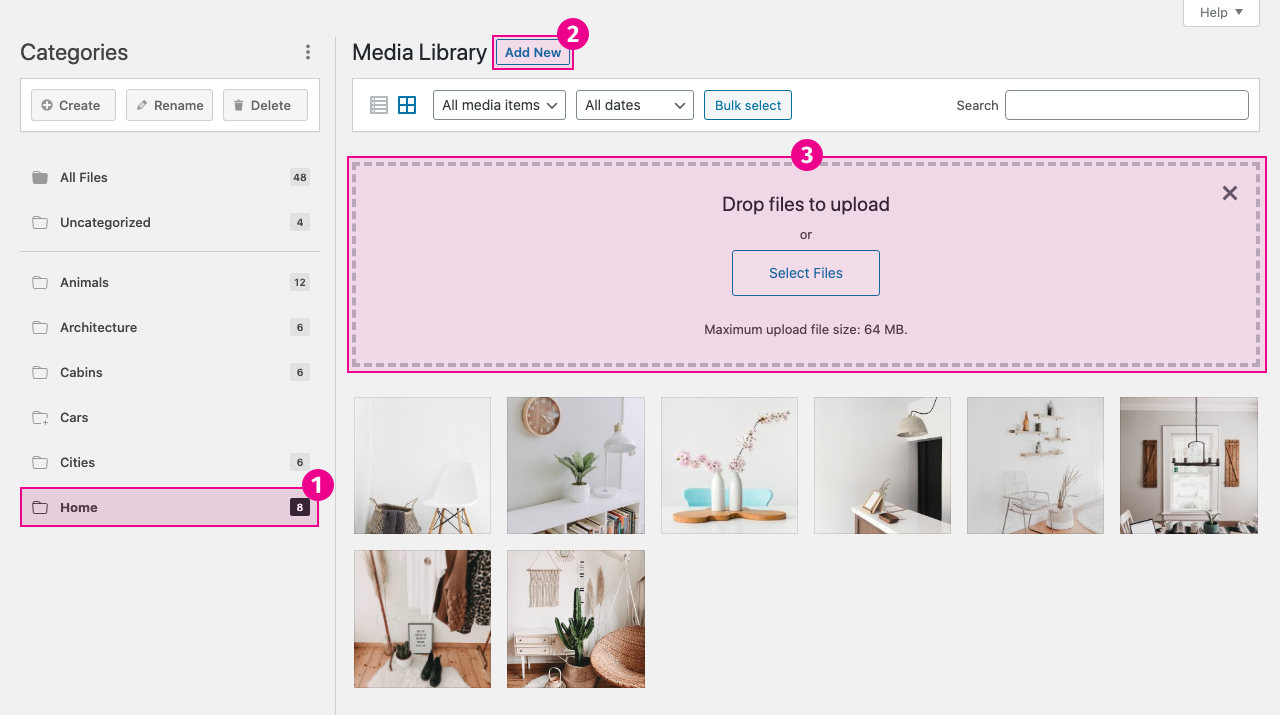 Help
Categories
Create
Rename
Delete
All Files 48
Uncategorized 4
Animals 12
Architecture 6
Cabins 6
Cars
Cities 6
1
Home 8
2
Media Library Add New
All media items All dates Bulk select Search
3
Drop files to upload
or
Select Files
Maximum upload file size: 64 MB.